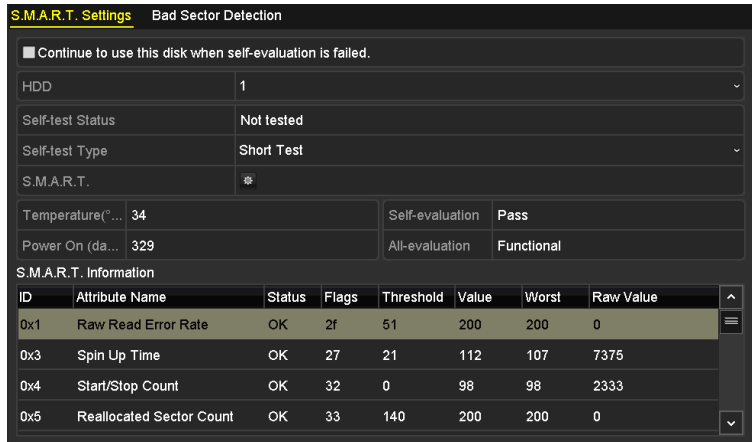 S.M.A.R.T. Settings Bad Sector Detection
Continue to use this disk when self-evaluation is failed.
HDD 1
Self-test Status Not tested
Self-test Type Short Test
S.M.A.R.T.
Temperature(°... 34 Self-evaluation Pass
Power On (da... 329 All-evaluation Functional
S.M.A.R.T. Information
ID Attribute Name Status Flags Threshold Value Worst Raw Value
0x1 Raw Read Error Rate OK 2f 51 200 200 0
0x3 Spin Up Time OK 27 21 112 107 7375
0x4 Start/Stop Count OK 32 0 98 98 2333
0x5 Reallocated Sector Count OK 33 140 200 200 0